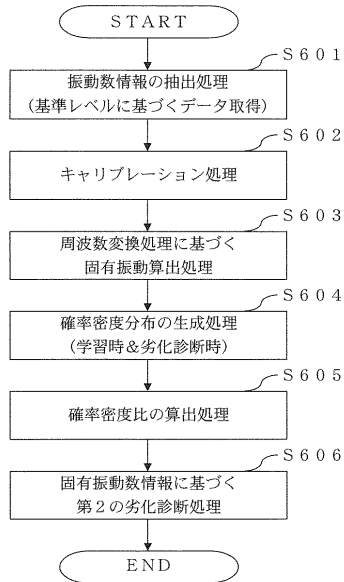 START
S601
振動数情報の抽出処理
(基準レベルに基づくデータ取得)
S602
キャリブレーション処理
S603
周波数変換処理に基づく
固有振動算出処理
S604
確率密度分布の生成処理
(学習時&劣化診断時)
S605
確率密度比の算出処理
S606
固有振動数情報に基づく
第2の劣化診断処理
END